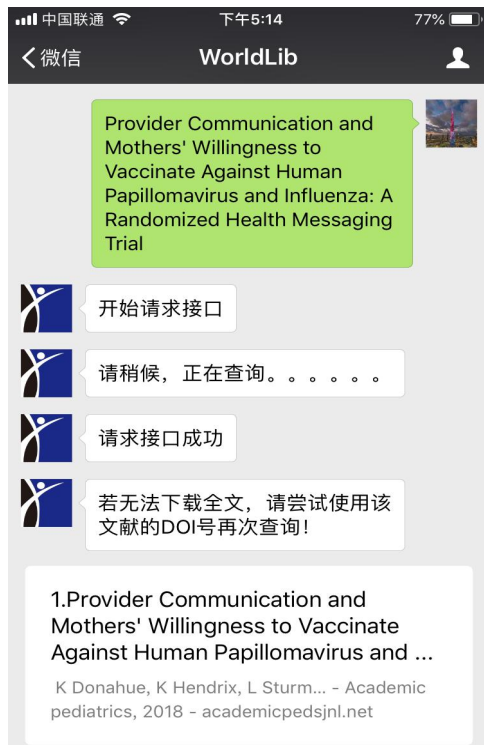 中国联通 下午5:14 77%
微信 WorldLib
Provider Communication and
Mothers' Willingness to
Vaccinate Against Human
Papillomavirus and Influenza: A
Randomized Health Messaging
Trial
开始请求接口
请稍候，正在查询。。。。。。
请求接口成功
若无法下载全文，请尝试使用该
文献的DOI号再次查询！
1.Provider Communication and
Mothers' Willingness to Vaccinate
Against Human Papillomavirus and ...
K Donahue, K Hendrix, L Sturm... - Academic
pediatrics, 2018 - academicpedsjnl.net